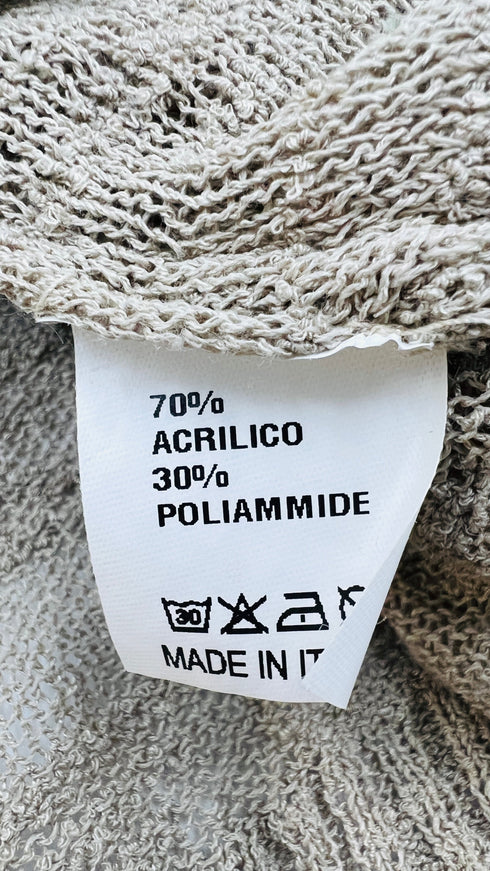 70%
ACRILICO
30%
POLIAMMIDE
30
MADE IN IT